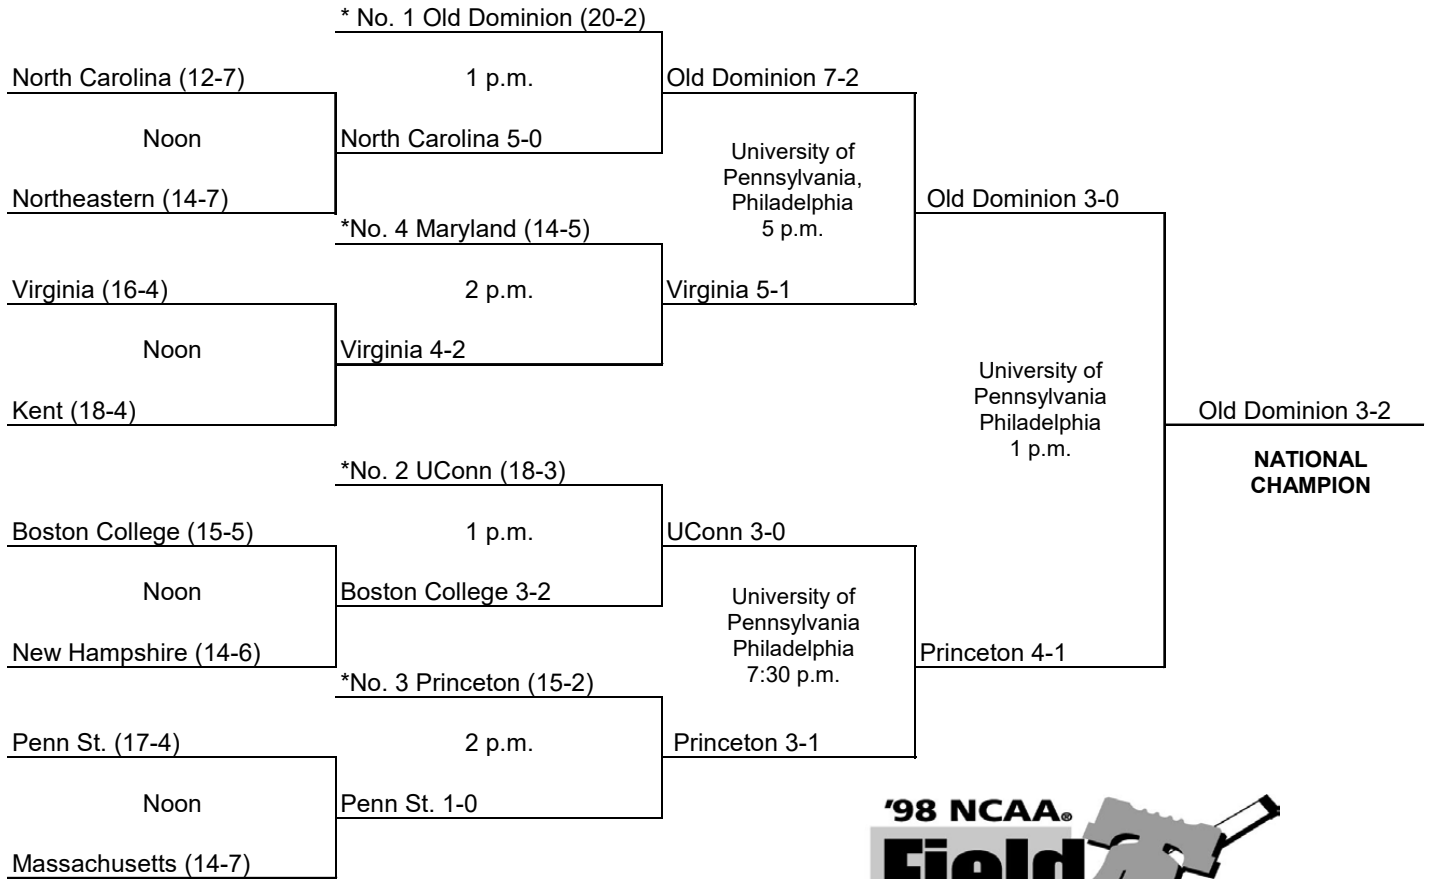 * No. 1 Old Dominion (20-2)
North Carolina (12-7)
1 p.m.
Old Dominion 7-2
Noon
North Carolina 5-0
University of
Pennsylvania,
Philadelphia
5 p.m.
Northeastern (14-7)
Old Dominion 3-0
*No. 4 Maryland (14-5)
Virginia (16-4)
2 p.m.
Virginia 5-1
Noon
Virginia 4-2
University of
Pennsylvania
Philadelphia
1 p.m.
Kent (18-4)
Old Dominion 3-2
NATIONAL
CHAMPION
*No. 2 UConn (18-3)
Boston College (15-5)
1 p.m.
UConn 3-0
Noon
Boston College 3-2
University of
Pennsylvania
Philadelphia
7:30 p.m.
New Hampshire (14-6)
Princeton 4-1
*No. 3 Princeton (15-2)
Penn St. (17-4)
2 p.m.
Princeton 3-1
Noon
Penn St. 1-0
Massachusetts (14-7)
'98 NCAA®
Field